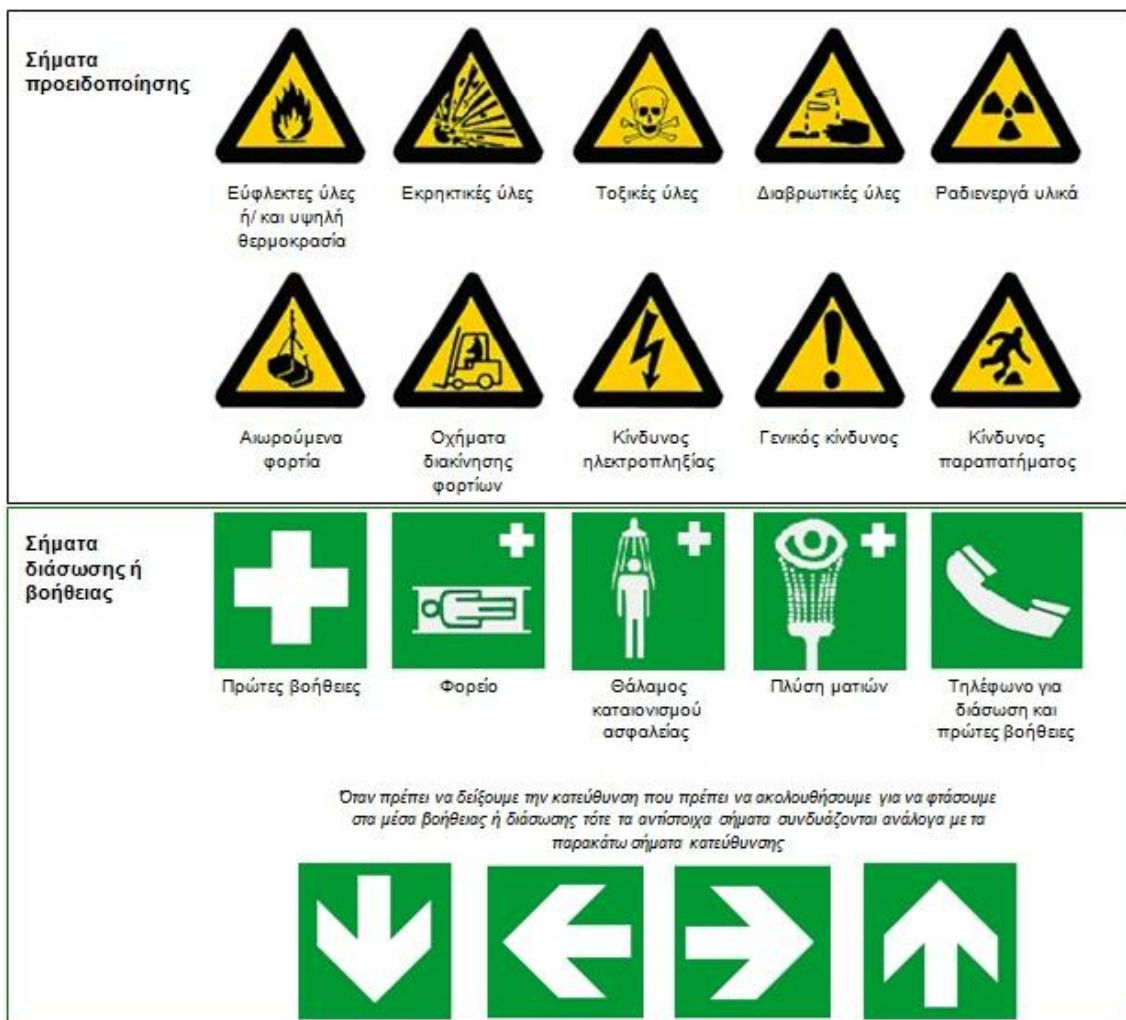 Σήματα
προειδοποίησης
Εύφλεκτες ύλες
ή/ και υψηλή
θερμοκρασία
Εκρηκτικές ύλες
Τοξικές ύλες
Διαβρωτικές ύλες
Ραδιενεργά υλικά
Αιωρούμενα
φορτία
Οχήματα
διακίνησης
φορτίων
Κίνδυνος
ηλεκτροπληξίας
Γενικός κίνδυνος
Κίνδυνος
παραπατήματος
Σήματα
διάσωσης ή
βοήθειας
Πρώτες βοήθειες
Φορείο
Θάλαμος
καταιονισμού
ασφαλείας
Πλύση ματιών
Τηλέφωνο για
διάσωση και
πρώτες βοήθειες
Όταν πρέπει να δείξουμε την κατεύθυνση που πρέπει να ακολουθήσουμε για να φτάσουμε
στα μέσα βοήθειας ή διάσωσης τότε τα αντίστοιχα σήματα συνδυάζονται ανάλογα με τα
παρακάτω σήματα κατεύθυνσης